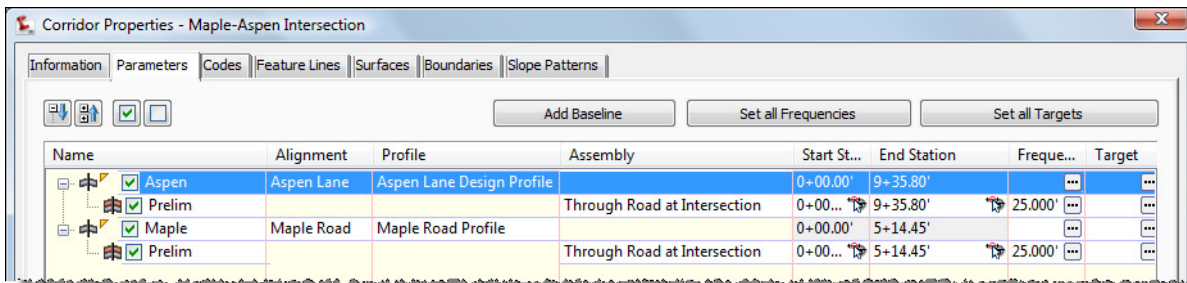 Corridor Properties - Maple-Aspen Intersection
Information Parameters Codes Feature Lines Surfaces Boundaries Slope Patterns
Add Baseline Set all Frequencies Set all Targets
Name Alignment Profile Assembly Start St... End Station Freque... Target
Aspen Aspen Lane Aspen Lane Design Profile 0+00.00' 9+35.80' ...
Prelim Through Road at Intersection 0+00... 9+35.80' 25.000' ...
Maple Maple Road Maple Road Profile 0+00.00' 5+14.45' ...
Prelim Through Road at Intersection 0+00... 5+14.45' 25.000' ...